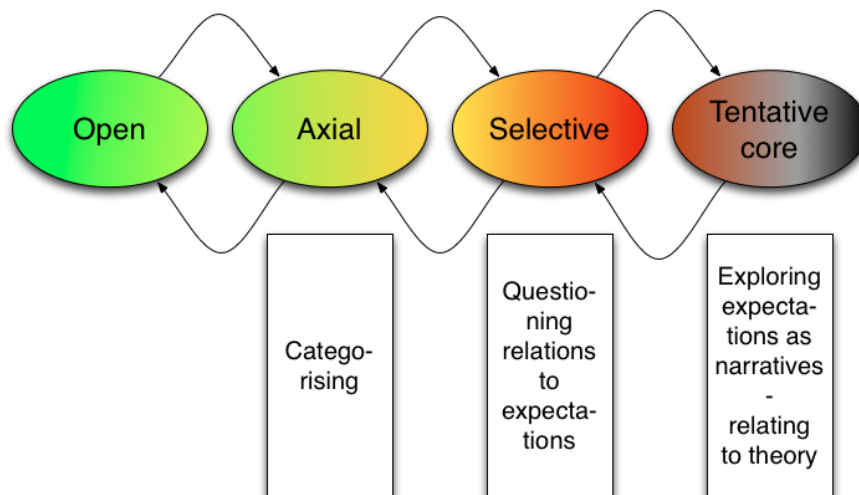 Open
Axial
Selective
Tentative
core
Catego-
rising
Questio-
ning
relations
to
expecta-
tions
Exploring
expecta-
tions as
narratives
-
relating
to theory